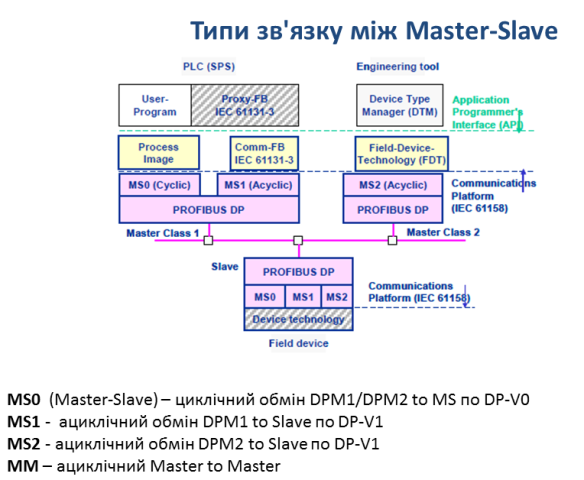 Типи зв'язку між Master-Slave
PLC (SPS)
Engineering tool
User-
Program
Proxy-FB
IEC 61131-3
Device Type
Manager (DTM)
Application
Programmer's
Interface (API)
Process
Image
Comm-FB
IEC 61131-3
Field-Device-
Technology (FDT)
MS0 (Cyclic)
MS1 (Acyclic)
MS2 (Acyclic)
Communications
Platform
(IEC 61158)
PROFIBUS DP
PROFIBUS DP
Master Class 1
Master Class 2
Slave
PROFIBUS DP
MS0
MS1
MS2
Communications
Platform (IEC 61158)
Device technology
Field device
MS0 (Master-Slave) – циклічний обмін DPM1/DPM2 to MS по DP-V0
MS1 - ациклічний обмін DPM1 to Slave по DP-V1
MS2 - ациклічний обмін DPM2 to Slave по DP-V1
MM – ациклічний Master to Master